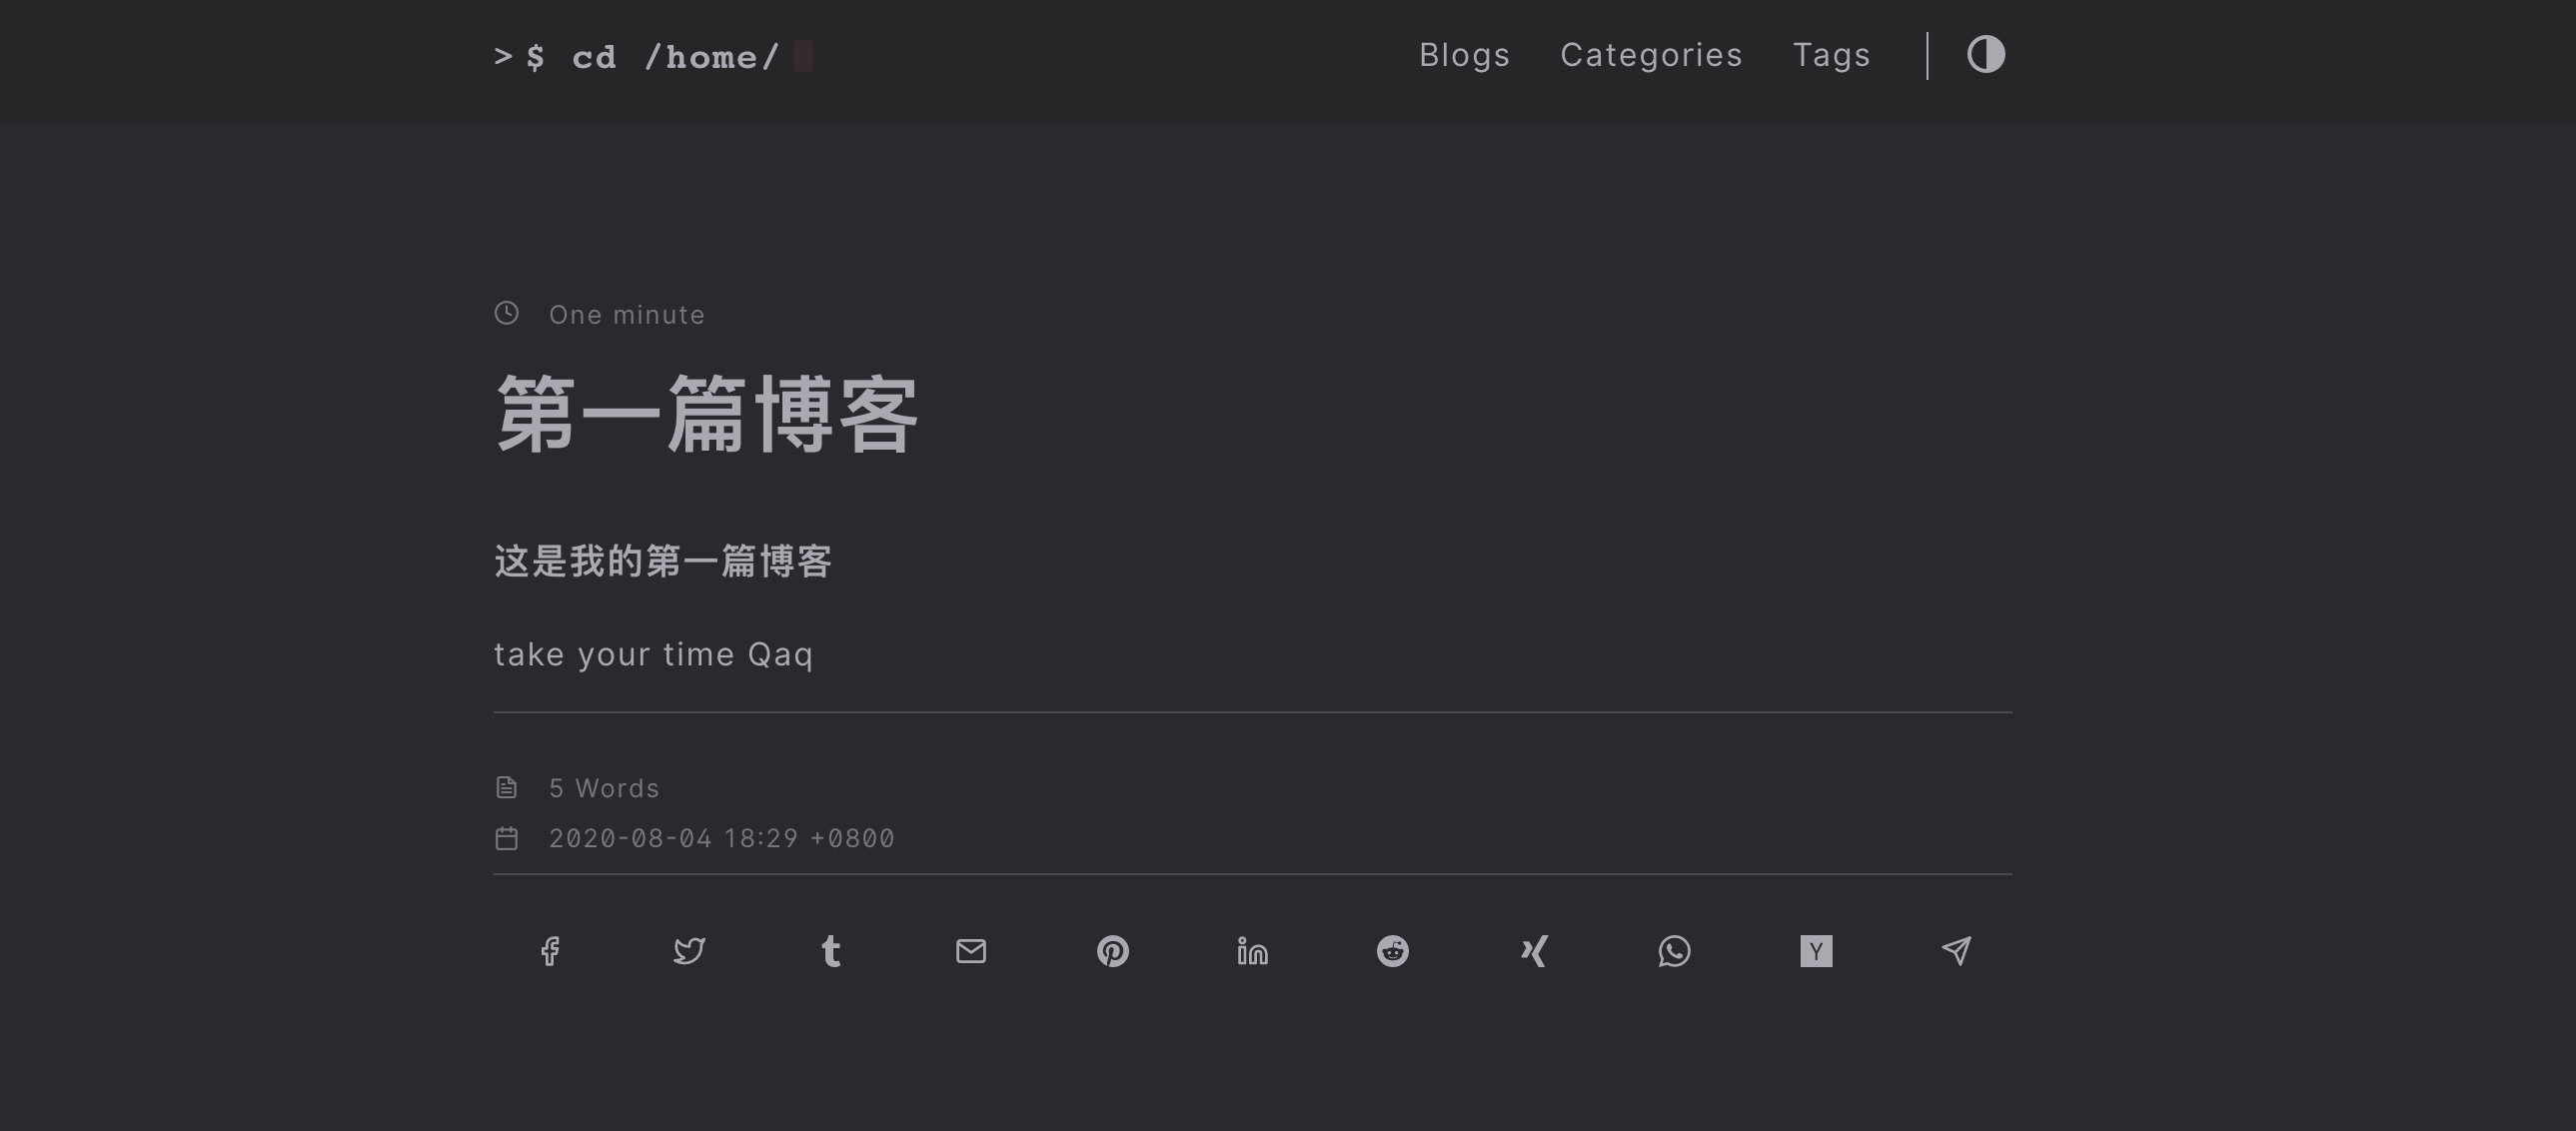 >$ cd /home/
Blogs Categories Tags
One minute
第一篇博客
这是我的第一篇博客
take your time Qaq
5 Words
2020-08-04 18:29 +0800